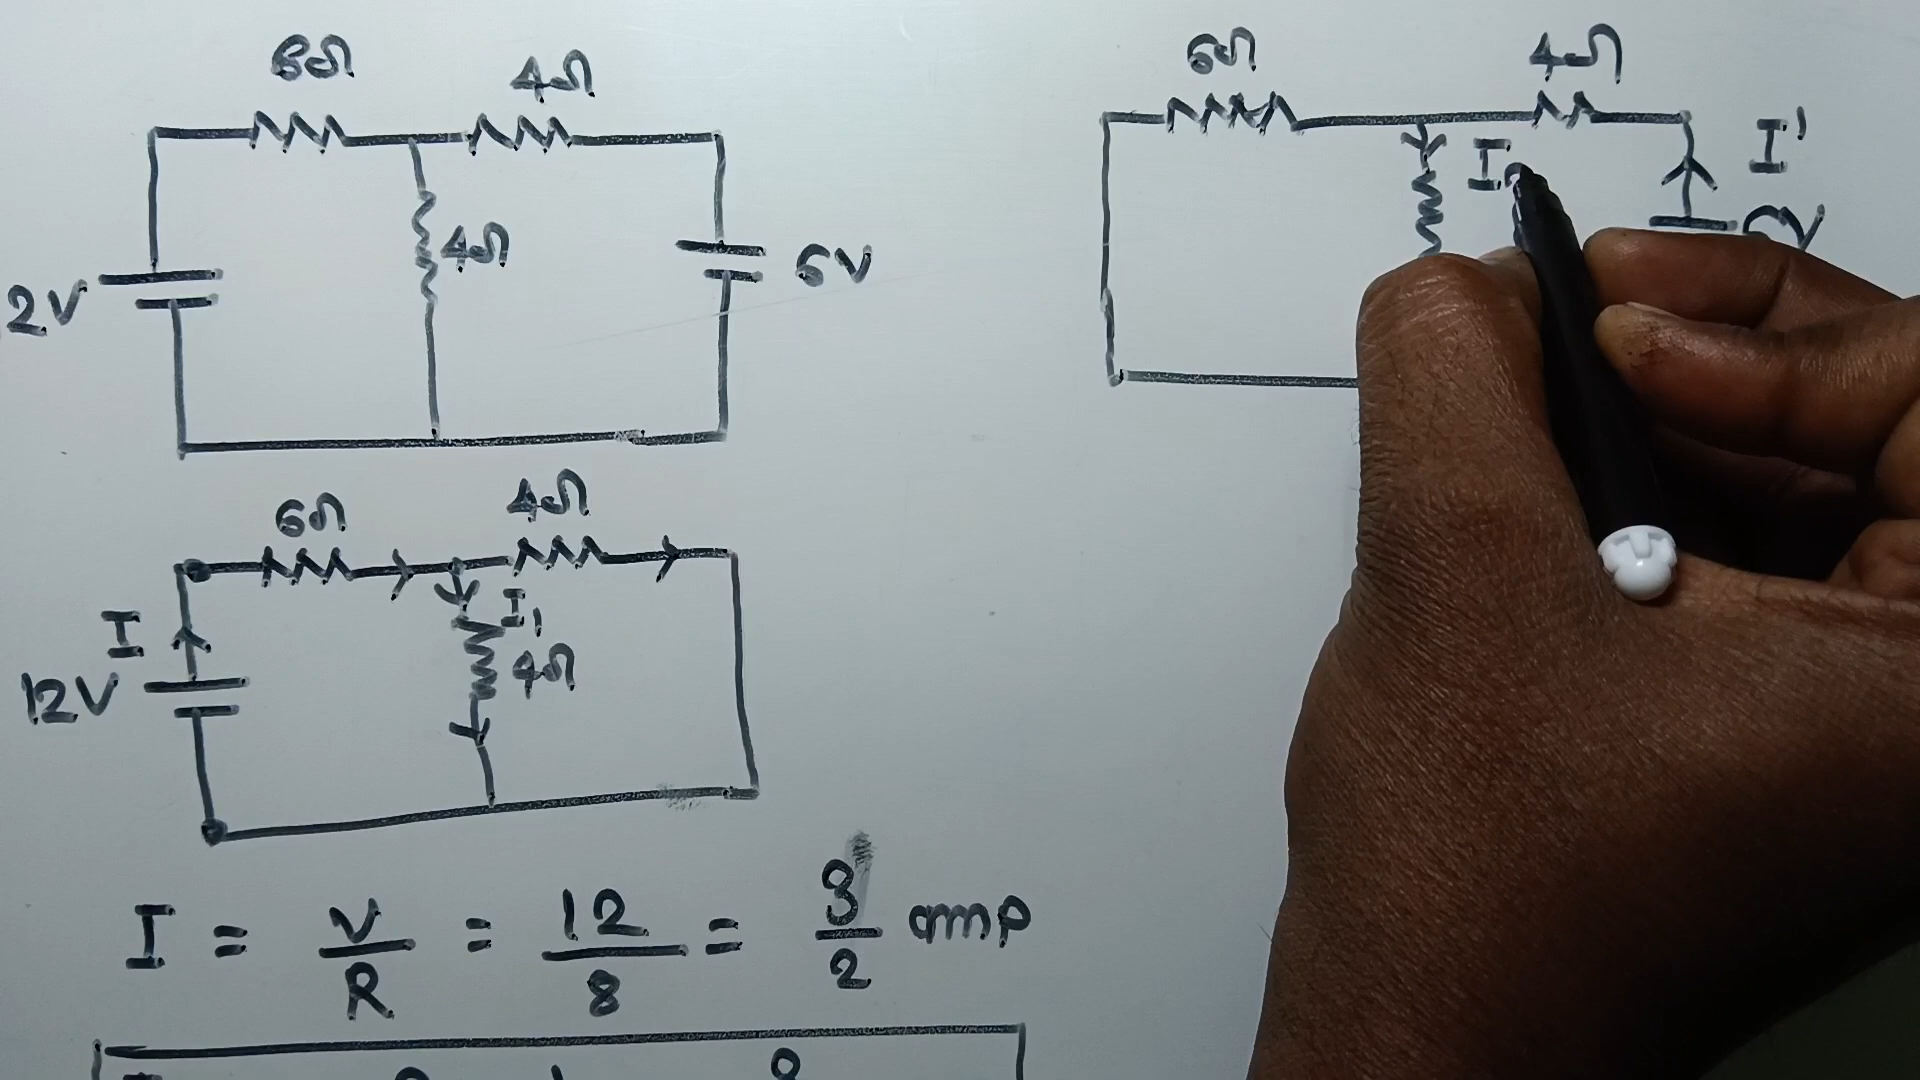 6Ω
4Ω
2V
4Ω
6V
6Ω
4Ω
I
I₁
12V
4Ω
I = V/R = 12/8 = 3/2 amp
6Ω
4Ω
I
I'